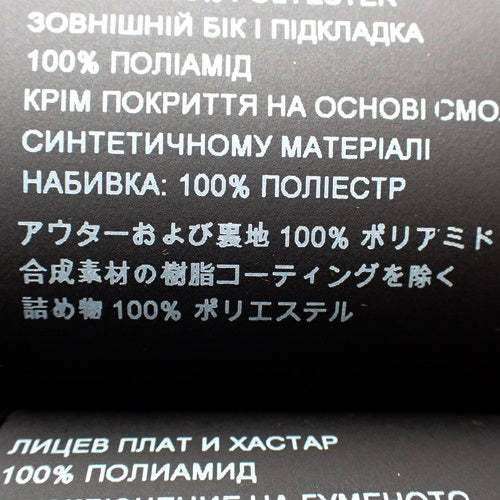 ЗОВНІШНІЙ БІК І ПІДКЛАДКА
100% ПОЛІАМІД
КРІМ ПОКРИТТЯ НА ОСНОВІ СМО
СИНТЕТИЧНОМУ МАТЕРІАЛІ
НАБИВКА: 100% ПОЛІЕСТР
アウターおよび裏地 100% ポリアミド
合成素材の樹脂コーティングを除く
詰め物 100% ポリエステル
ЛИЦЕВ ПЛАТ И ХАСТАР
100% ПОЛИАМИД